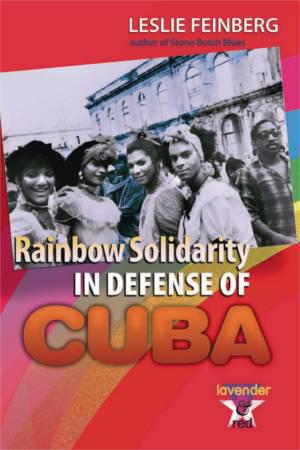 LESLIE FEINBERG
author of Stone Butch Blues
Rainbow Solidarity
IN DEFENSE OF
CUBA
lavender
&
red